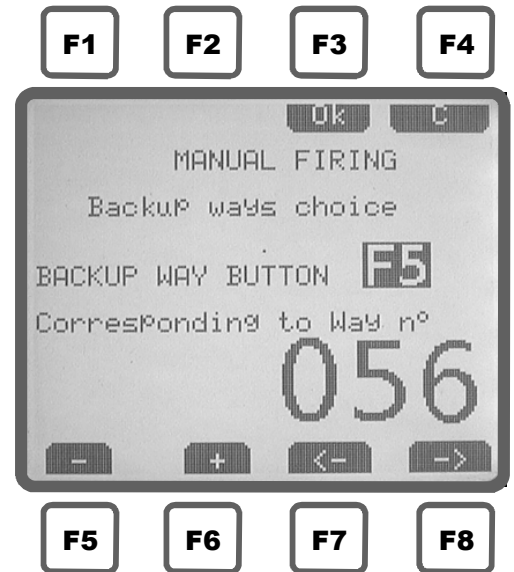 F1 F2 F3 F4
Ok C
MANUAL FIRING
Backup ways choice
BACKUP WAY BUTTON F5
Corresponding to Way nº
056
- + <- ->
F5 F6 F7 F8